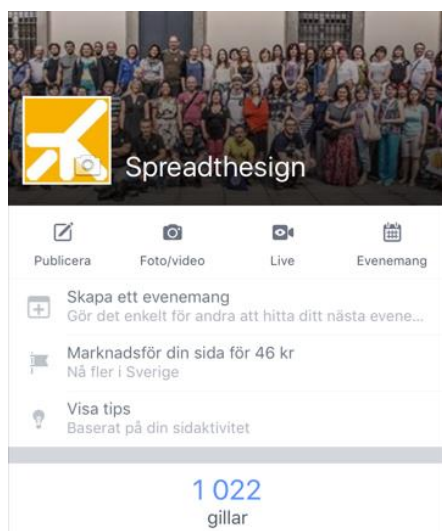 Spreadthesign
Publicera Foto/video Live Evenemang
Skapa ett evenemang
Gör det enkelt för andra att hitta ditt nästa evene...
Marknadsför din sida för 46 kr
Nå fler i Sverige
Visa tips
Baserat på din sidaktivitet
1 022
gillar